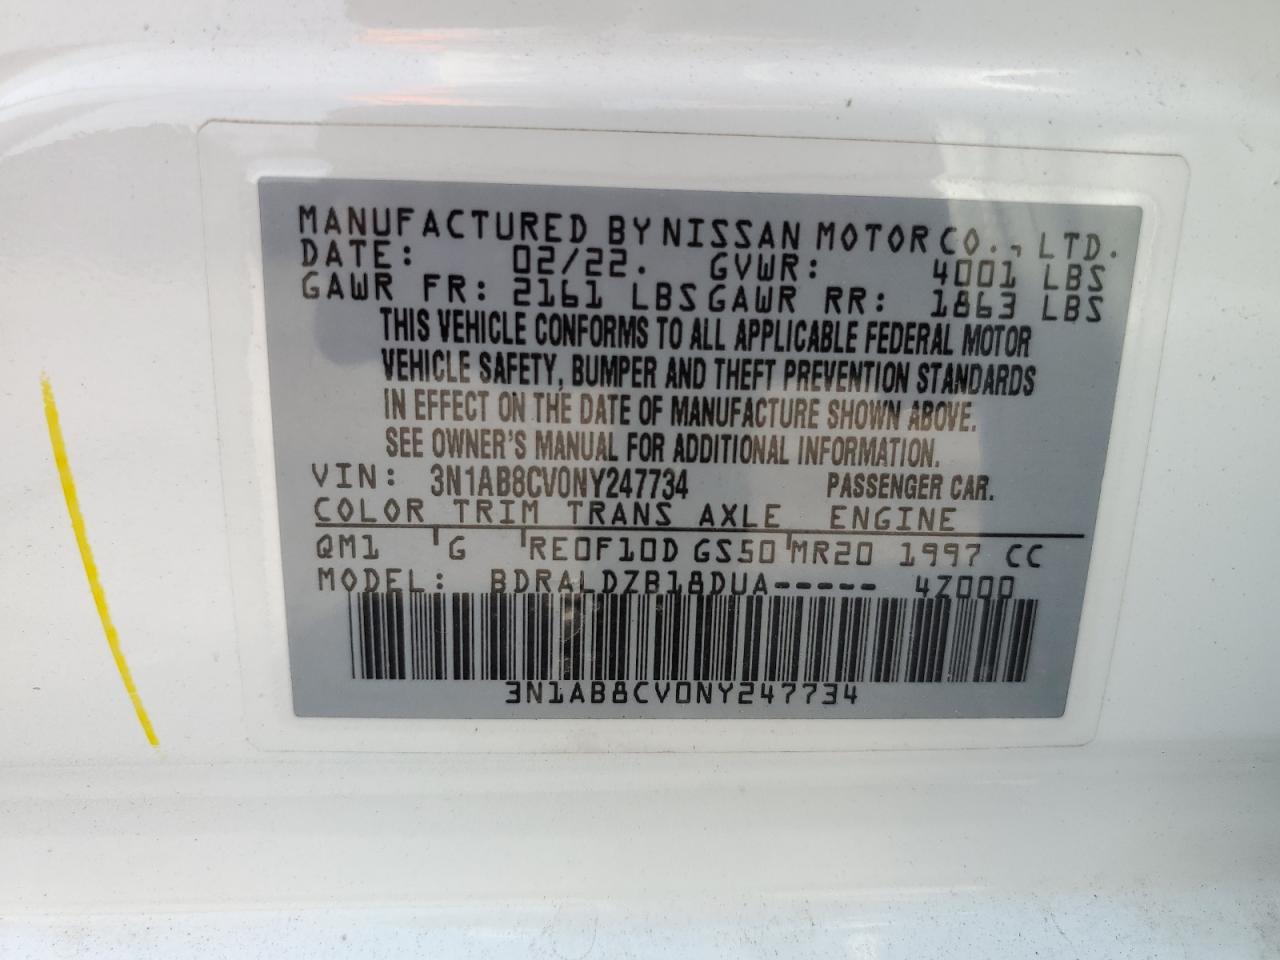 MANUFACTURED BY NISSAN MOTOR CO., LTD.
DATE: 02/22. GVWR: 4001 LBS
GAWR FR: 2161 LBS GAWR RR: 1863 LBS
THIS VEHICLE CONFORMS TO ALL APPLICABLE FEDERAL MOTOR
VEHICLE SAFETY, BUMPER AND THEFT PREVENTION STANDARDS
IN EFFECT ON THE DATE OF MANUFACTURE SHOWN ABOVE.
SEE OWNER'S MANUAL FOR ADDITIONAL INFORMATION.
VIN: 3N1AB8CV0NY247734 PASSENGER CAR.
COLOR TRIM TRANS AXLE ENGINE
QM1 G RE0F10D GS50 MR20 1997 CC
MODEL: BDRALDZB18DUA----- 4Z000
3N1AB8CV0NY247734